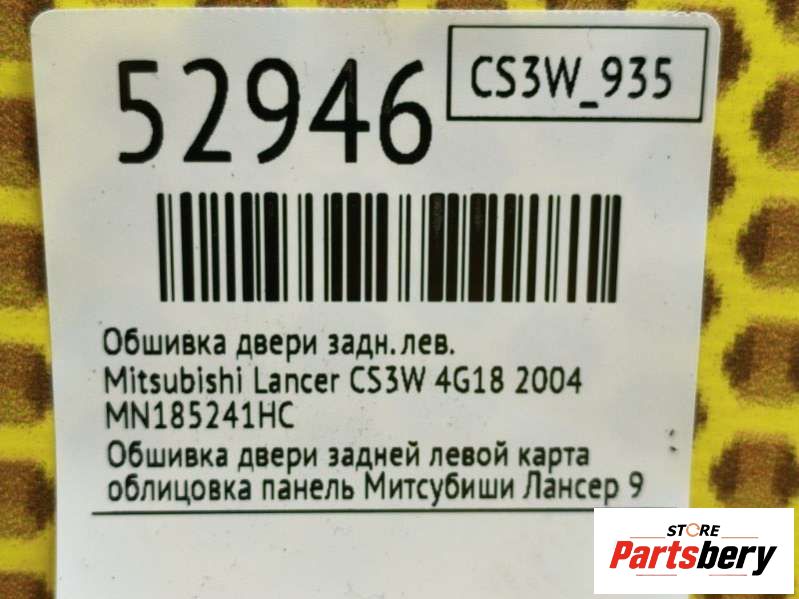 52946
CS3W_935
Обшивка двери задн.лев.
Mitsubishi Lancer CS3W 4G18 2004
MN185241HC
Обшивка двери задней левой карта
облицовка панель Митсубиши Лансер 9
STORE
Partsbery